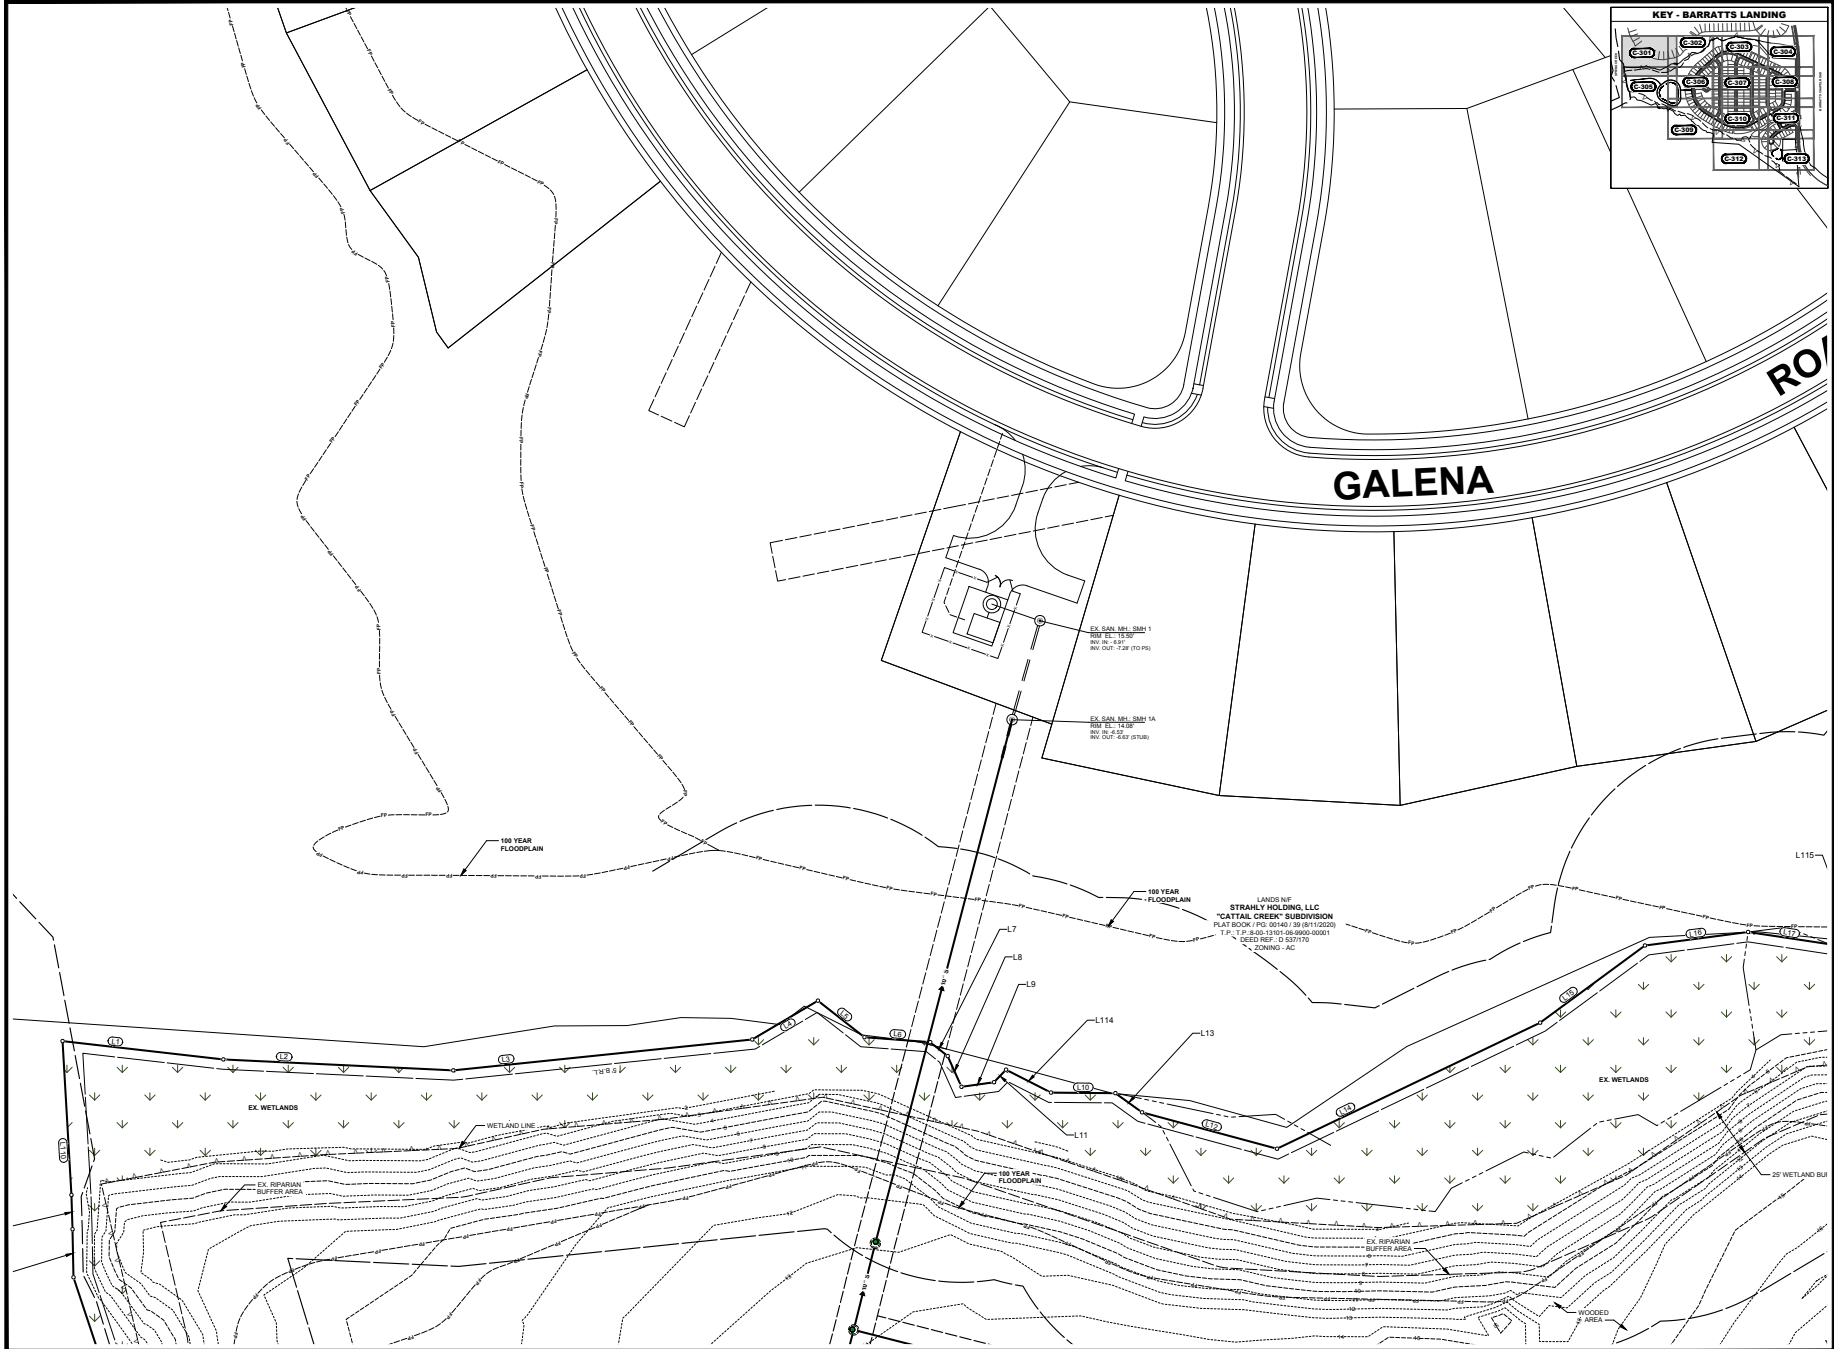 KEY - BARRATTS LANDING
C-301
C-302
C-303
C-304
C-305
C-306
C-307
C-308
C-309
C-310
C-311
C-312
C-313
GALENA
EX. SAN. MH.: SMH 1
RIM EL.: 15.50'
INV. IN: -6.91'
INV. OUT: -7.28' (TO PS)
EX. SAN. MH.: SMH 1A
RIM EL.: 14.08'
INV. IN: -6.53'
INV. OUT: -6.63' (STUB)
100 YEAR
FLOODPLAIN
L115
100 YEAR
FLOODPLAIN
LANDS N/F
STRAHLY HOLDING, LLC
"CATTAIL CREEK" SUBDIVISION
PLAT BOOK / PG: 00140 / 39 (8/11/2020)
T.P.: T.P.:8-00-13101-06-9900-00001
DEED REF.: D 537/170
ZONING - AC
L7
L8
L9
L114
L13
L1
L2
L3
L4
L5
L6
L10
L11
L12
L14
L15
L16
L17
L110
5' B.R.L.
EX. WETLANDS
EX. WETLANDS
WETLAND LINE
EX. RIPARIAN
BUFFER AREA
100 YEAR
FLOODPLAIN
25' WETLAND BU
EX. RIPARIAN
BUFFER AREA
WOODED
AREA